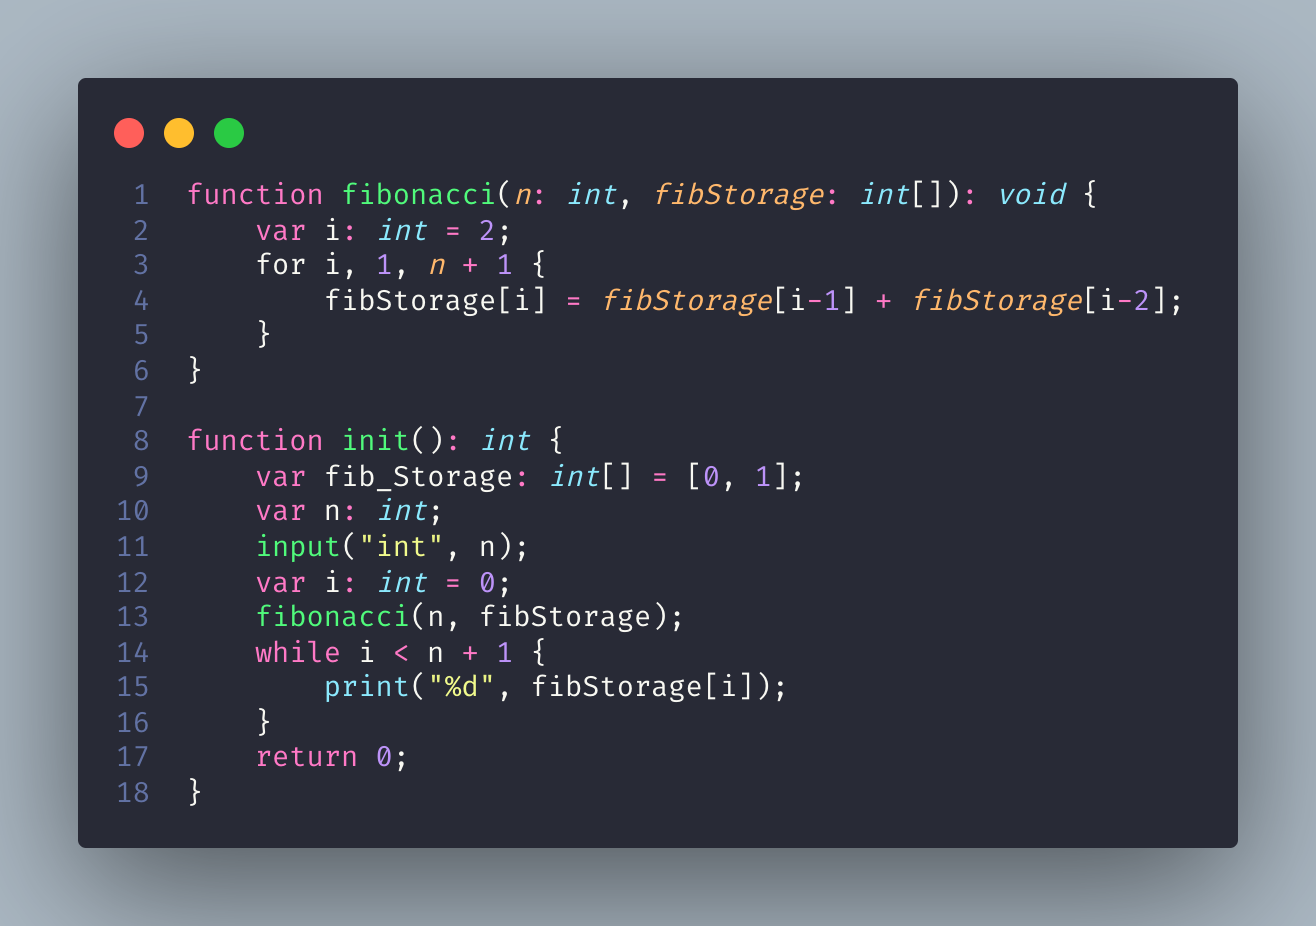 1 function fibonacci(n: int, fibStorage: int[]): void {
2     var i: int = 2;
3     for i, 1, n + 1 {
4         fibStorage[i] = fibStorage[i-1] + fibStorage[i-2];
5     }
6 }
7
8 function init(): int {
9     var fib_Storage: int[] = [0, 1];
10     var n: int;
11     input("int", n);
12     var i: int = 0;
13     fibonacci(n, fibStorage);
14     while i < n + 1 {
15         print("%d", fibStorage[i]);
16     }
17     return 0;
18 }